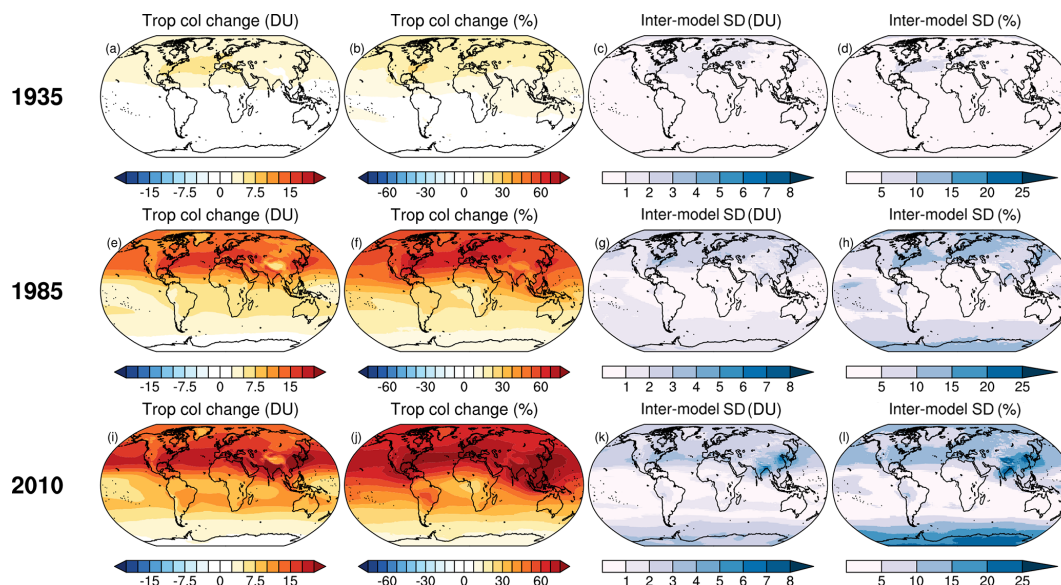 Trop col change (DU) Trop col change (%) Inter-model SD (DU) Inter-model SD (%)
(a) (b) (c) (d)
1935
-15 -7.5 0 7.5 15 -60 -30 0 30 60 1 2 3 4 5 6 7 8 5 10 15 20 25
Trop col change (DU) Trop col change (%) Inter-model SD (DU) Inter-model SD (%)
(e) (f) (g) (h)
1985
-15 -7.5 0 7.5 15 -60 -30 0 30 60 1 2 3 4 5 6 7 8 5 10 15 20 25
Trop col change (DU) Trop col change (%) Inter-model SD (DU) Inter-model SD (%)
(i) (j) (k) (l)
2010
-15 -7.5 0 7.5 15 -60 -30 0 30 60 1 2 3 4 5 6 7 8 5 10 15 20 25